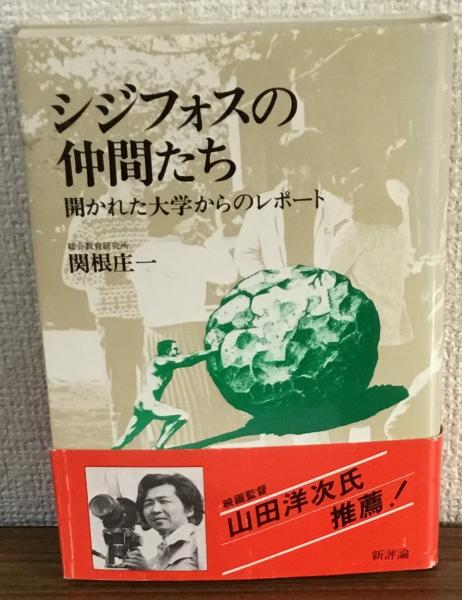 シジフォスの
仲間たち
開かれた大学からのレポート
総合教育研究所
関根庄一
映画監督
山田洋次氏
推薦!
新評論